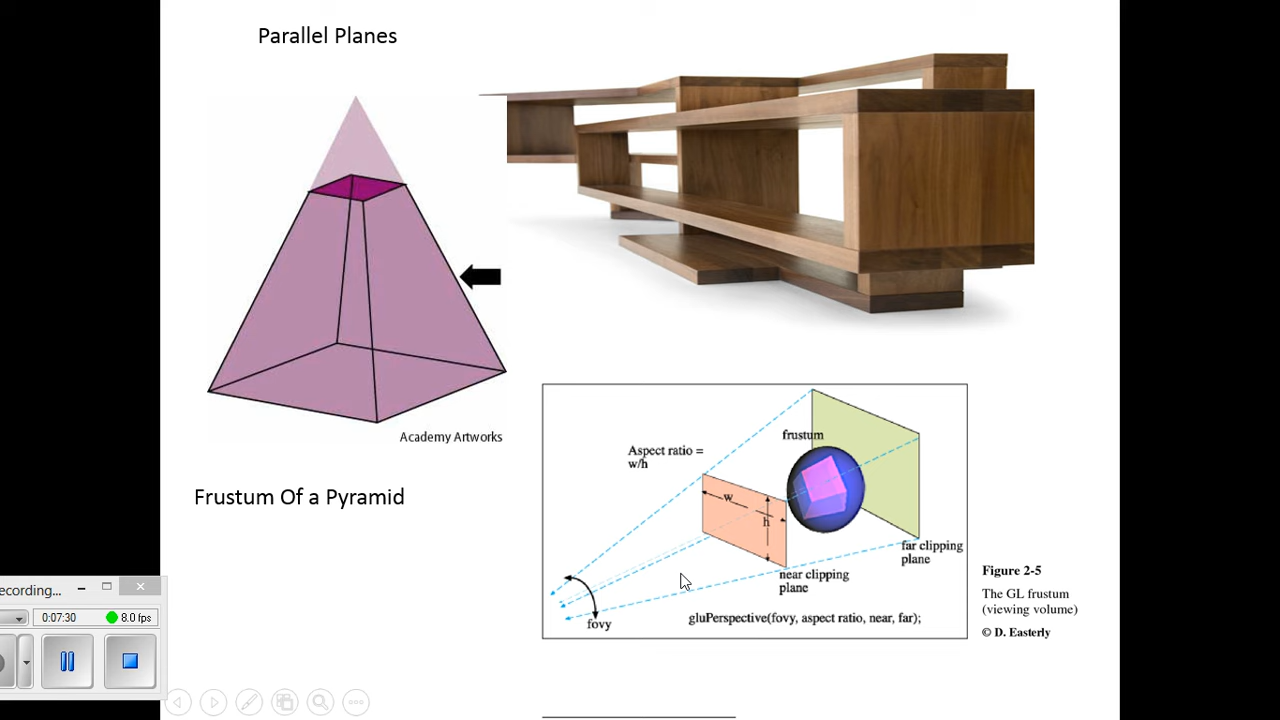 Parallel Planes
Academy Artworks
Frustum Of a Pyramid
frustum
Aspect ratio =
w/h
w
h
far clipping
plane
near clipping
plane
fovy
gluPerspective(fovy, aspect ratio, near, far);
Figure 2-5
The GL frustum
(viewing volume)
© D. Easterly
ecording...
0:07:30
8.0 fps